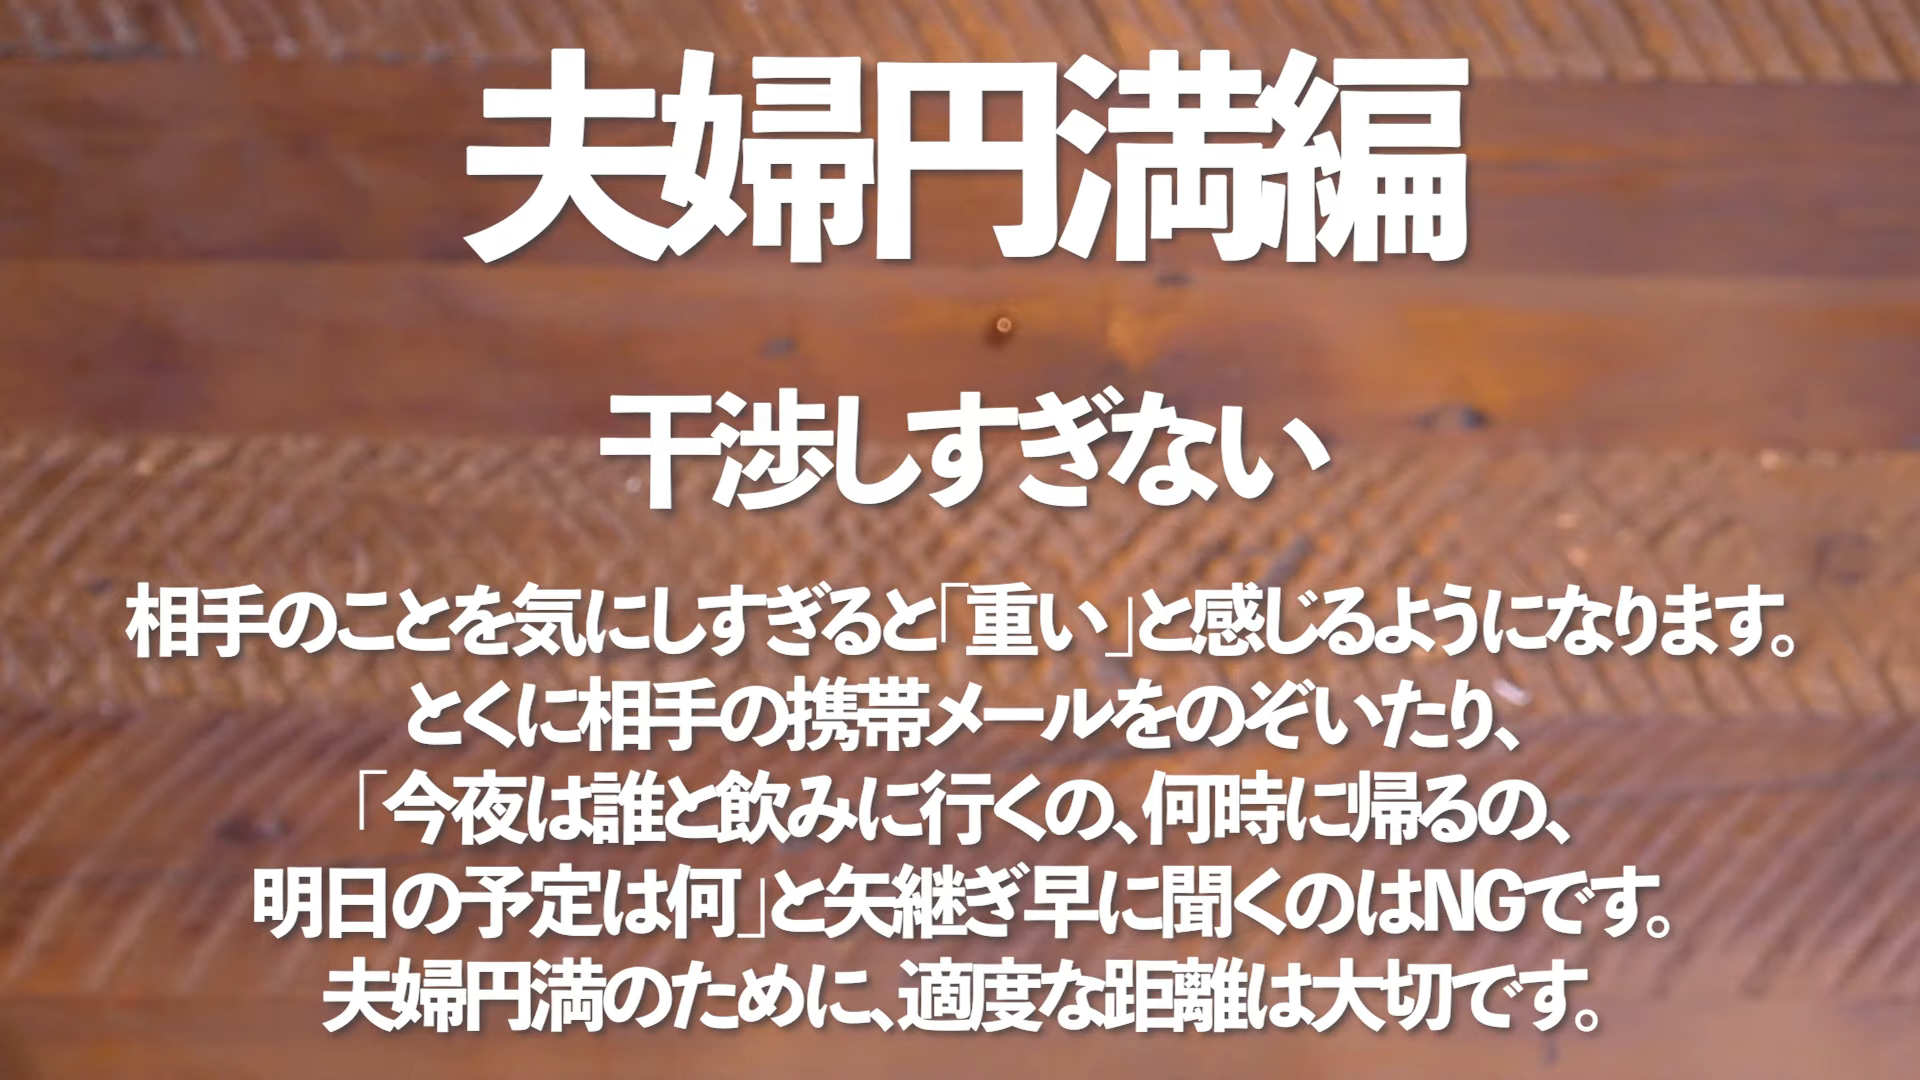 夫婦円満編
干渉しすぎない
相手のことを気にしすぎると「重い」と感じるようになります。
とくに相手の携帯メールをのぞいたり、
「今夜は誰と飲みに行くの、何時に帰るの、
明日の予定は何」と矢継ぎ早に聞くのはNGです。
夫婦円満のために、適度な距離は大切です。